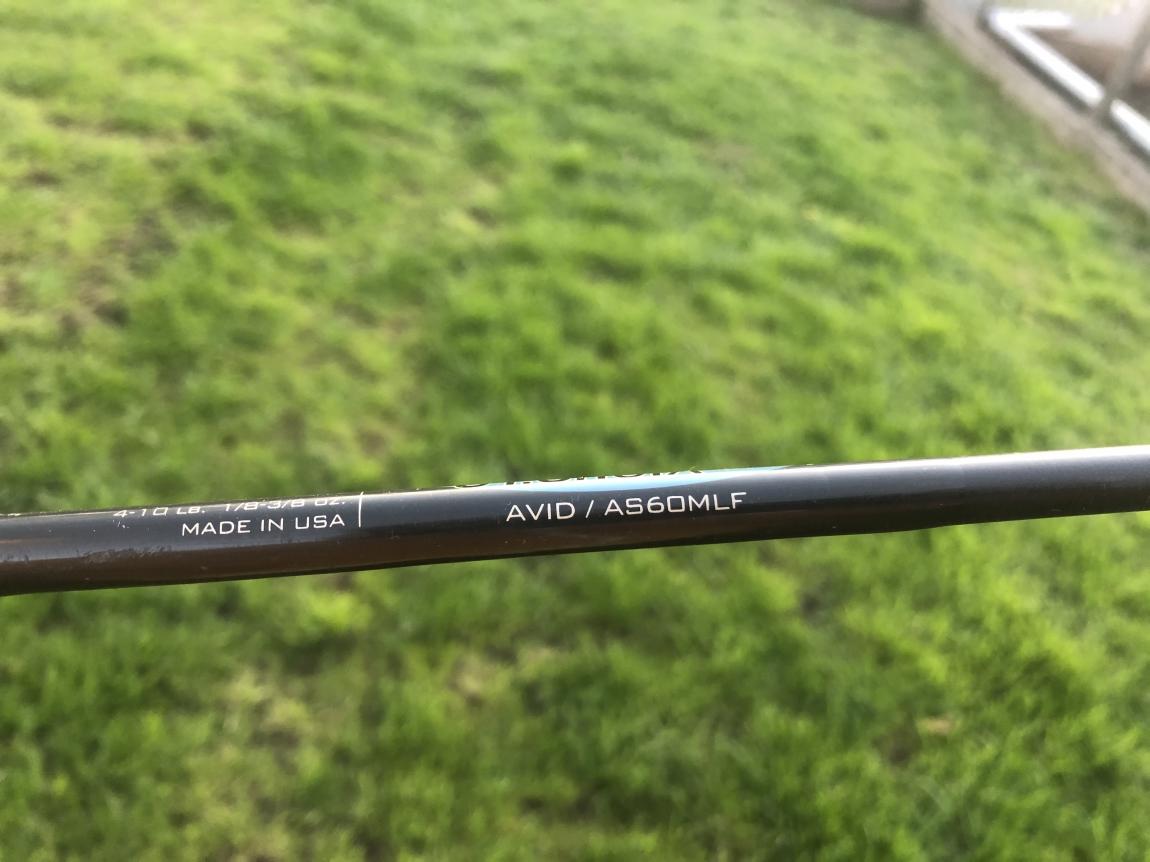 4-10 LB. 1/8-3/8 OZ.
MADE IN USA
AVID / AS60MLF